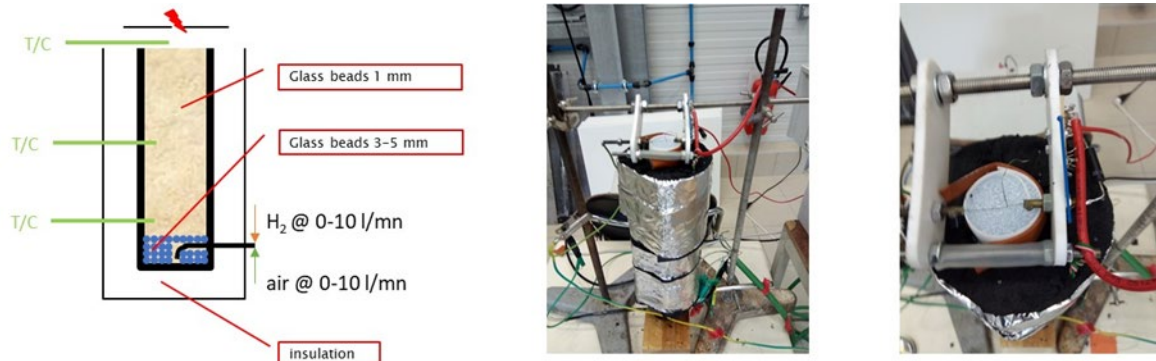 T/C
Glass beads 1 mm
T/C
Glass beads 3-5 mm
T/C
H₂ @ 0-10 l/mn
air @ 0-10 l/mn
insulation